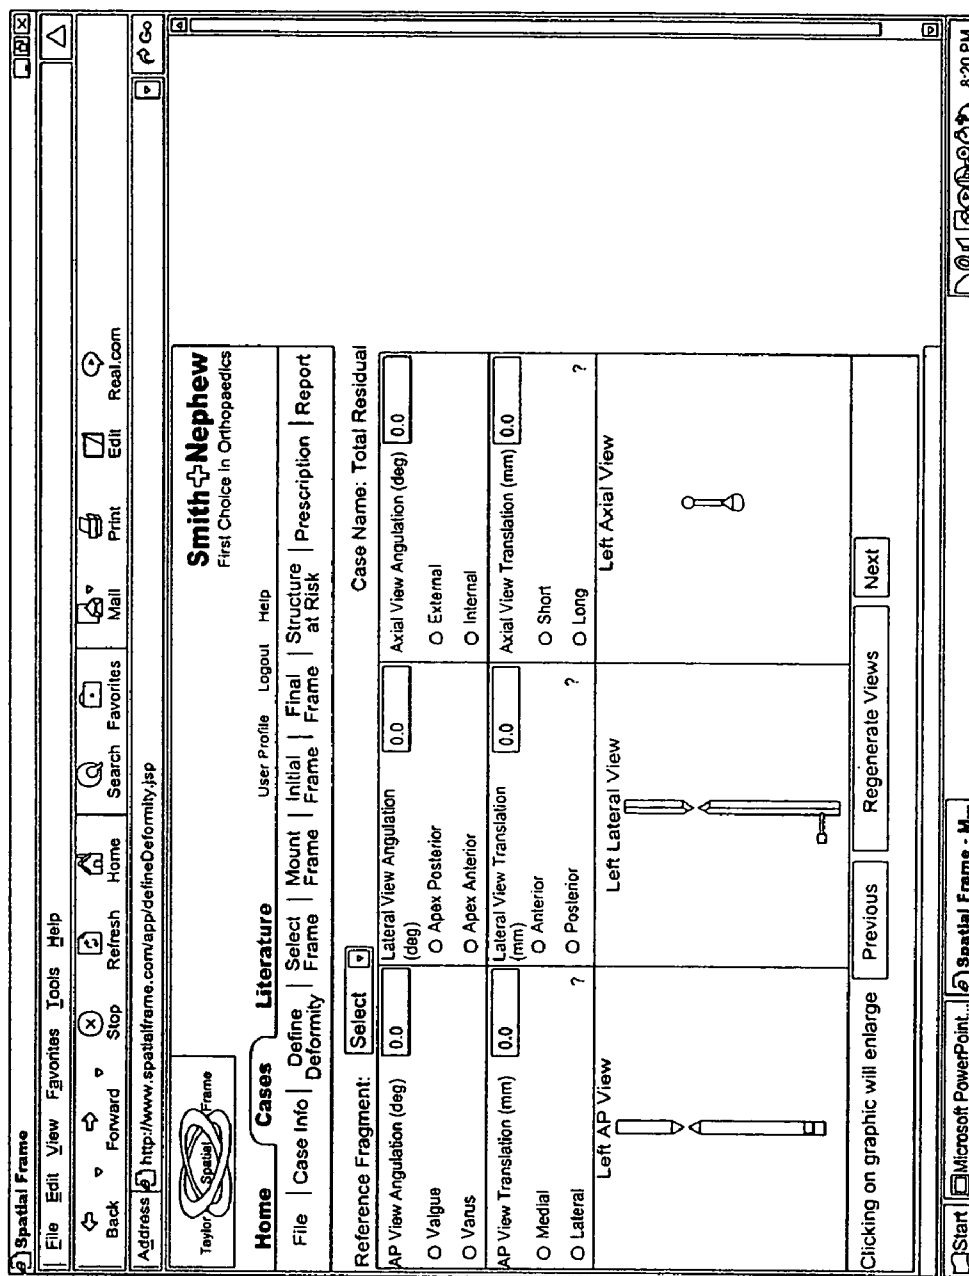 Spatial Frame
File Edit View Favorites Tools Help
Back Forward Stop Refresh Home Search Favorites Mail Print Edit Real.com
Address http://www.spatialframe.com/app/defineDeformity.jsp Go
Taylor Spatial Frame
Smith+Nephew
First Choice in Orthopaedics
Home Cases Literature User Profile Logout Help
File | Case Info | Define Deformity | Select Frame | Mount Frame | Initial Frame | Final Frame | Structure at Risk | Prescription | Report
Reference Fragment: Select Case Name: Total Residual
AP View Angulation (deg) 0.0 Lateral View Angulation (deg) 0.0 Axial View Angulation (deg) 0.0
Valgue Apex Posterior External
Varus Apex Anterior Internal
AP View Translation (mm) 0.0 Lateral View Translation (mm) 0.0 Axial View Translation (mm) 0.0
Medial Anterior Short
Lateral ? Posterior ? Long ?
Left AP View Left Lateral View Left Axial View
Clicking on graphic will enlarge Previous Regenerate Views Next
Start Microsoft PowerPoint... Spatial Frame - M... 8:20 PM